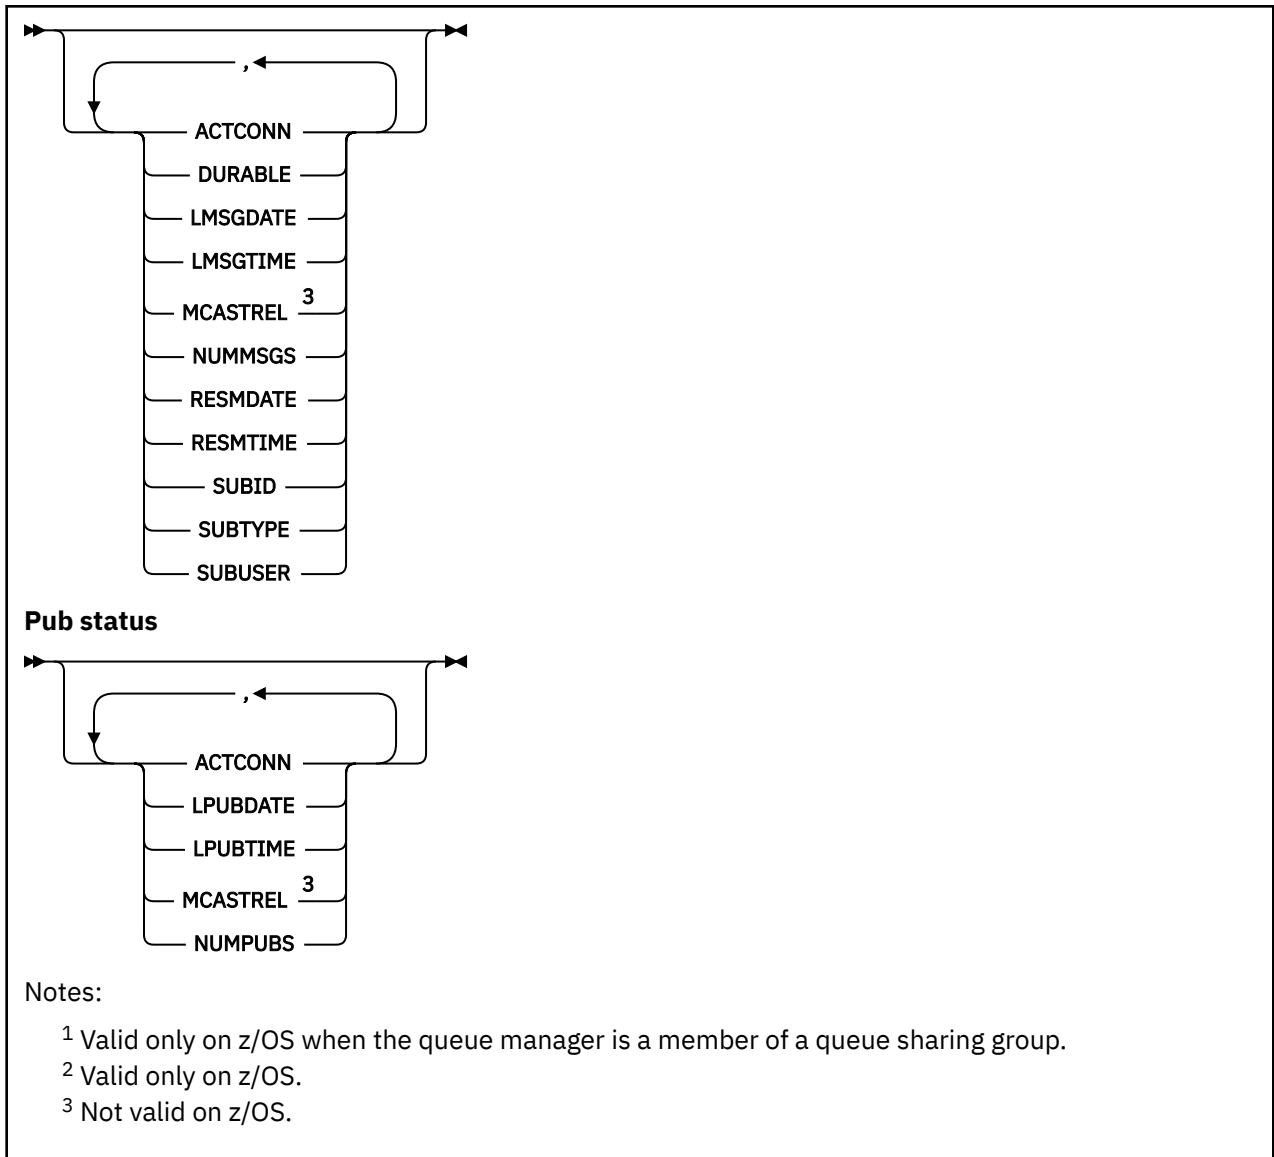 ,
ACTCONN
DURABLE
LMSGDATE
LMSGTIME
MCASTREL 3
NUMMSGS
RESMDATE
RESMTIME
SUBID
SUBTYPE
SUBUSER
Pub status
,
ACTCONN
LPUBDATE
LPUBTIME
MCASTREL 3
NUMPUBS
Notes:
1 Valid only on z/OS when the queue manager is a member of a queue sharing group.
2 Valid only on z/OS.
3 Not valid on z/OS.